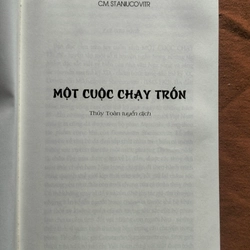 C.M. STANIUCOVITR
MỘT CUỘC CHẠY TRỐN
Thúy Toàn tuyển dịch